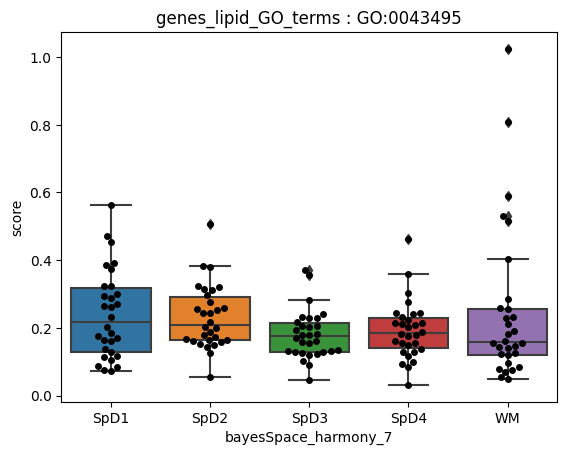 genes_lipid_GO_terms : GO:0043495
1.0
0.8
0.6
0.4
0.2
0.0
score
SpD1 SpD2 SpD3 SpD4 WM
bayesSpace_harmony_7